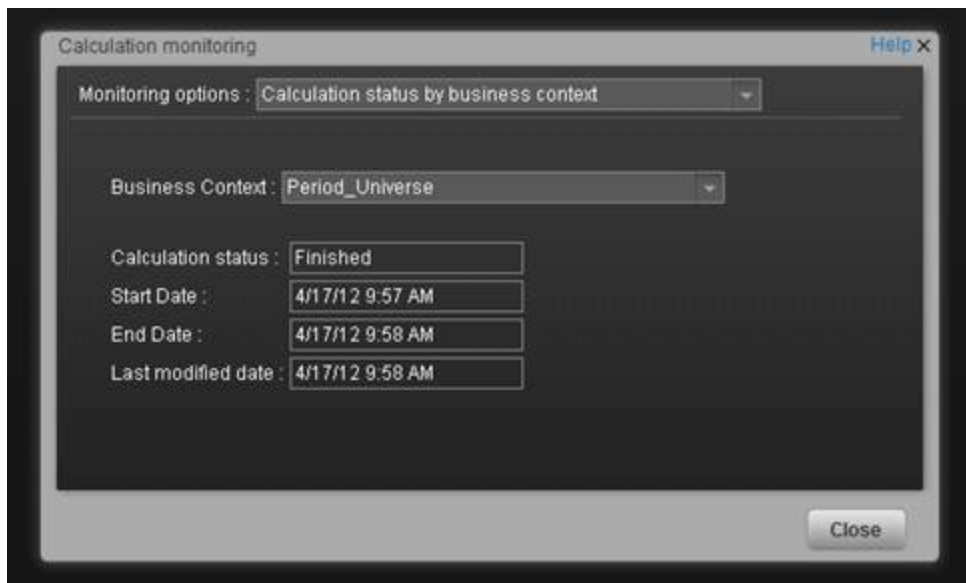 Calculation monitoring Help ×
Monitoring options : Calculation status by business context
Business Context : Period_Universe
Calculation status : Finished
Start Date : 4/17/12 9:57 AM
End Date : 4/17/12 9:58 AM
Last modified date : 4/17/12 9:58 AM
Close